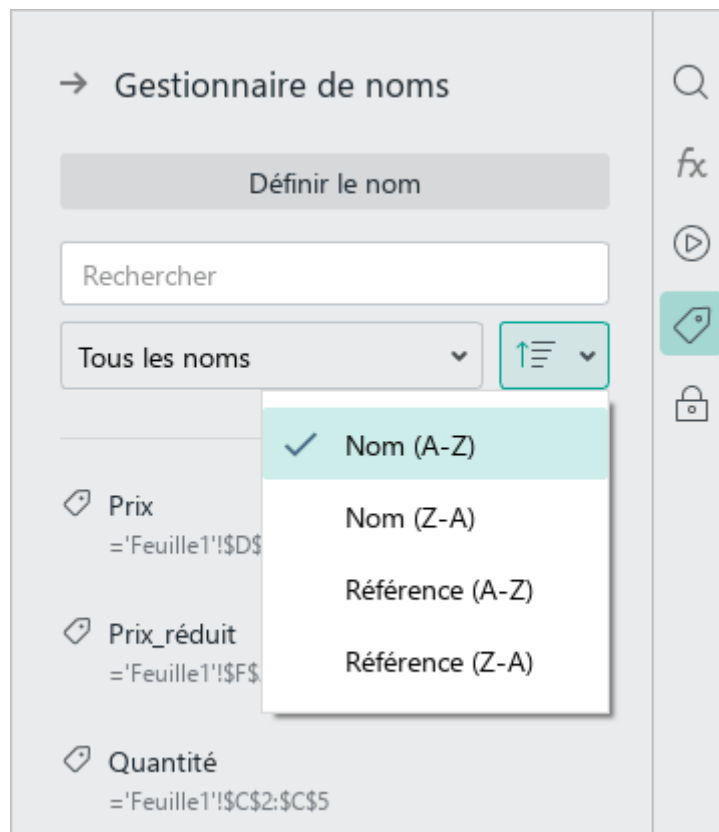 Gestionnaire de noms
Définir le nom
Rechercher
Tous les noms
Nom (A-Z)
Nom (Z-A)
Référence (A-Z)
Référence (Z-A)
Prix
='Feuille1'!$D$
Prix_réduit
='Feuille1'!$F$
Quantité
='Feuille1'!$C$2:$C$5
fx